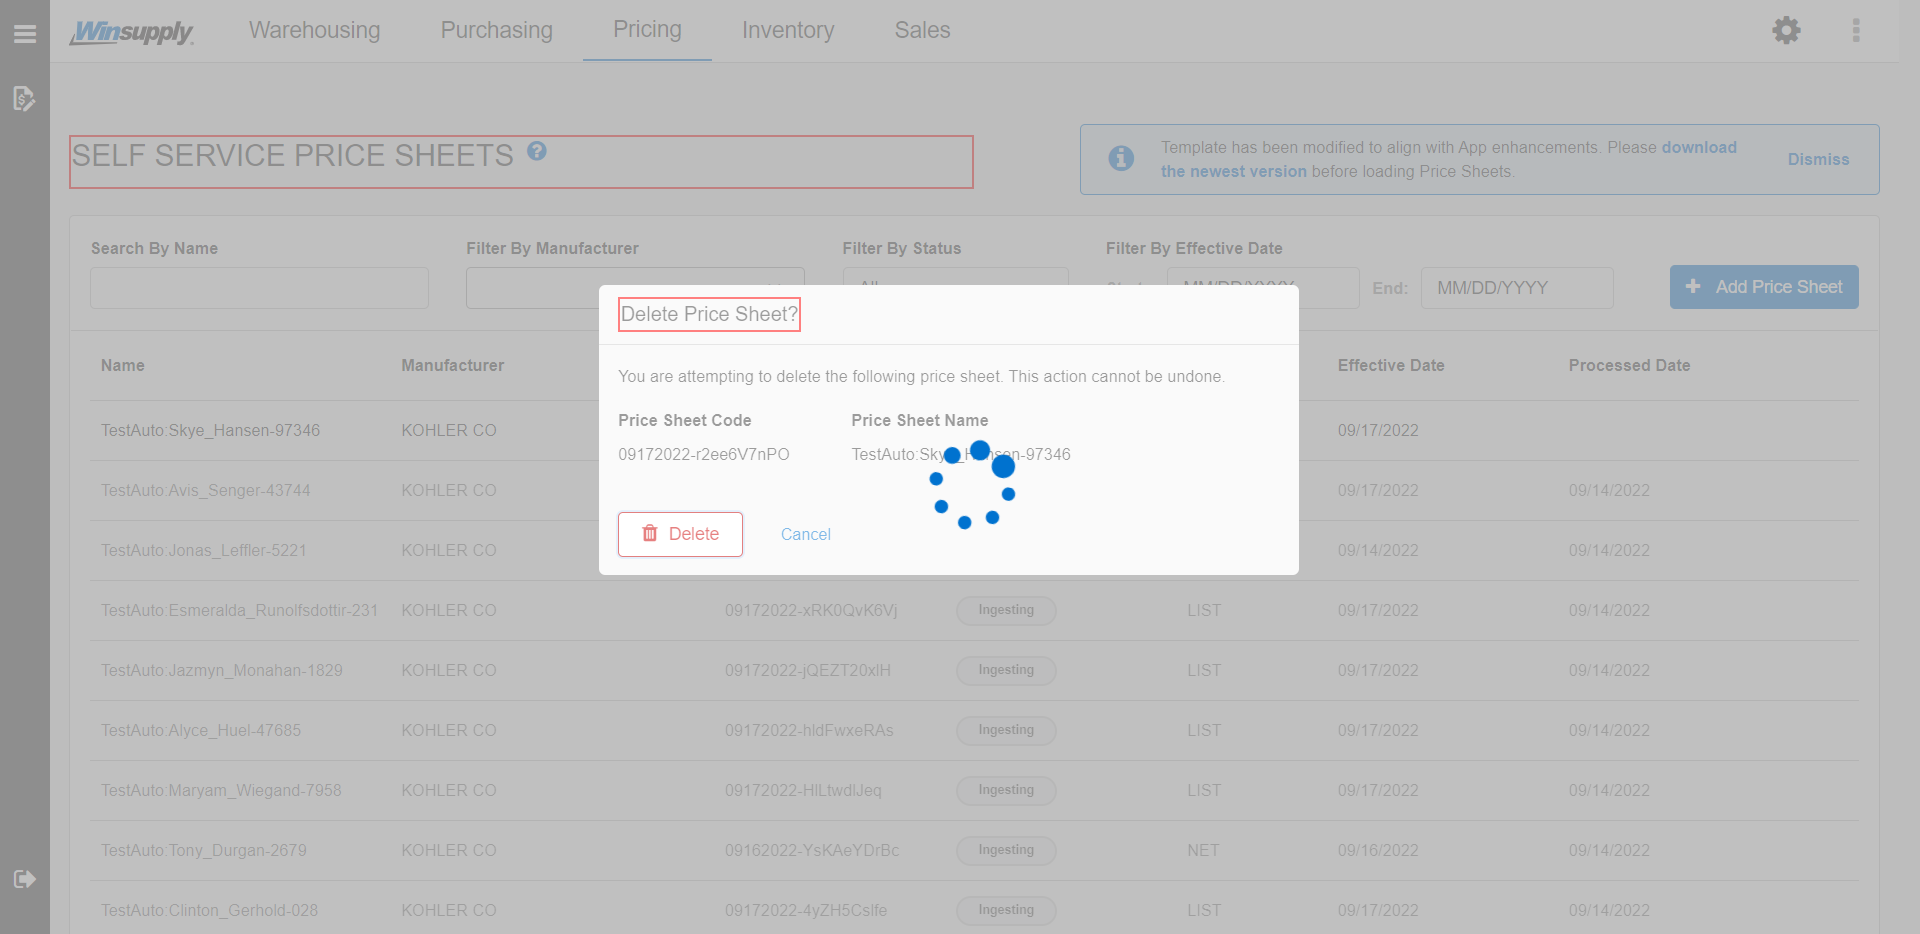 Winsupply
Warehousing Purchasing Pricing Inventory Sales
SELF SERVICE PRICE SHEETS
Template has been modified to align with App enhancements. Please download
the newest version before loading Price Sheets.
Dismiss
Search By Name Filter By Manufacturer Filter By Status Filter By Effective Date
MM/DD/YYYY End: MM/DD/YYYY
Add Price Sheet
Delete Price Sheet?
You are attempting to delete the following price sheet. This action cannot be undone.
Price Sheet Code Price Sheet Name
09172022-r2ee6V7nPO
Delete Cancel
Name Manufacturer Effective Date Processed Date
TestAuto:Skye_Hansen-97346 KOHLER CO 09/17/2022
TestAuto:Avis_Senger-43744 KOHLER CO 09/17/2022 09/14/2022
TestAuto:Jonas_Leffler-5221 KOHLER CO 09/14/2022 09/14/2022
TestAuto:Esmeralda_Runolfsdottir-231 KOHLER CO 09172022-xRK0QvK6Vj Ingesting LIST 09/17/2022 09/14/2022
TestAuto:Jazmyn_Monahan-1829 KOHLER CO 09172022-jQEZT20xlH Ingesting LIST 09/17/2022 09/14/2022
TestAuto:Alyce_Huel-47685 KOHLER CO 09172022-hldFwxeRAs Ingesting LIST 09/17/2022 09/14/2022
TestAuto:Maryam_Wiegand-7958 KOHLER CO 09172022-HlLtwdlJeq Ingesting LIST 09/17/2022 09/14/2022
TestAuto:Tony_Durgan-2679 KOHLER CO 09162022-YsKAeYDrBc Ingesting NET 09/16/2022 09/14/2022
TestAuto:Clinton_Gerhold-028 KOHLER CO 09172022-4yZH5Cslfe Ingesting LIST 09/17/2022 09/14/2022